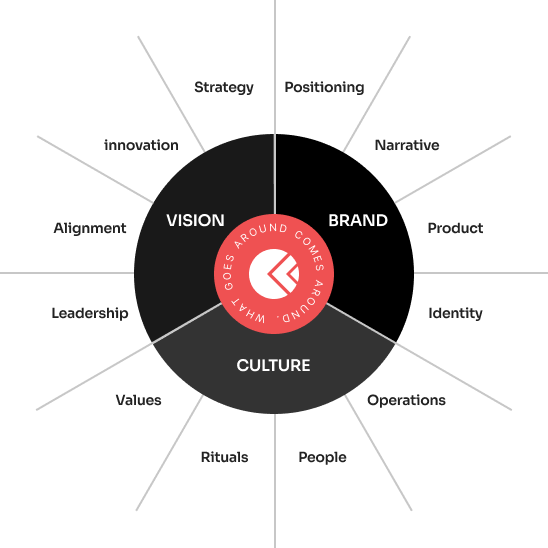 Strategy
Positioning
innovation
Narrative
VISION
BRAND
Alignment
Product
WHAT GOES AROUND COMES AROUND.
Leadership
Identity
CULTURE
Values
Operations
Rituals
People